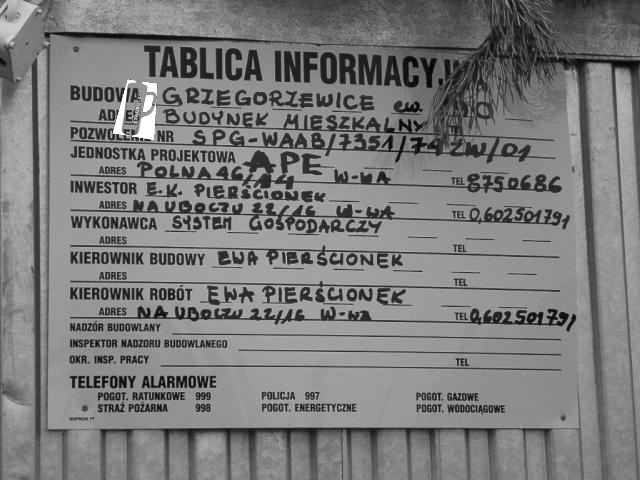 TABLICA INFORMACYJNA
BUDOWA GRZEGORZEWICE ew.
ADRES BUDYNEK MIESZKALNY
POZWOLENIE NR SPG-WAAB/7351/74 ZW/01
JEDNOSTKA PROJEKTOWA APE
ADRES POLNA 46/44 W-WA TEL 8750686
INWESTOR E.K. PIERŚCIONEK
ADRES NA UBOCZU 22/16 W-WA TEL 0,602501791
WYKONAWCA SYSTEM GOSPODARCZY
ADRES TEL
KIEROWNIK BUDOWY EWA PIERŚCIONEK
ADRES TEL
KIEROWNIK ROBÓT EWA PIERŚCIONEK
ADRES NA UBOCZU 22/16 W-wa TEL 0,602501791
NADZÓR BUDOWLANY
INSPEKTOR NADZORU BUDOWLANEGO
OKR. INSP. PRACY TEL
TELEFONY ALARMOWE
POGOT. RATUNKOWE 999 POLICJA 997 POGOT. GAZOWE
STRAŻ POŻARNA 998 POGOT. ENERGETYCZNE POGOT. WODOCIĄGOWE